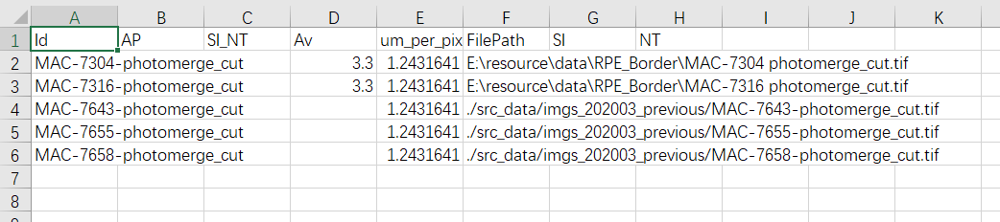 A B C D E F G H I J K
1 Id AP SI_NT Av um_per_pix FilePath SI NT
2 MAC-7304-photomerge_cut 3.3 1.2431641 E:\resource\data\RPE_Border\MAC-7304 photomerge_cut.tif
3 MAC-7316-photomerge_cut 3.3 1.2431641 E:\resource\data\RPE_Border\MAC-7316 photomerge_cut.tif
4 MAC-7643-photomerge_cut 1.2431641 ./src_data/imgs_202003_previous/MAC-7643-photomerge_cut.tif
5 MAC-7655-photomerge_cut 1.2431641 ./src_data/imgs_202003_previous/MAC-7655-photomerge_cut.tif
6 MAC-7658-photomerge_cut 1.2431641 ./src_data/imgs_202003_previous/MAC-7658-photomerge_cut.tif
7
8
9